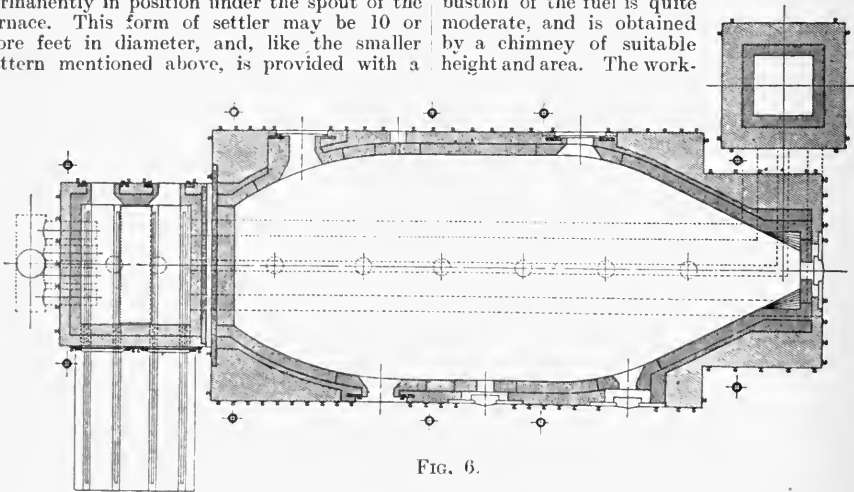 rmanently in position under the spout of the
rnace. This form of settler may be 10 or
ore feet in diameter, and, like the smaller
ttern mentioned above, is provided with a
bustion of the fuel is quite
moderate, and is obtained
by a chimney of suitable
height and area. The work-
FIG. 6.